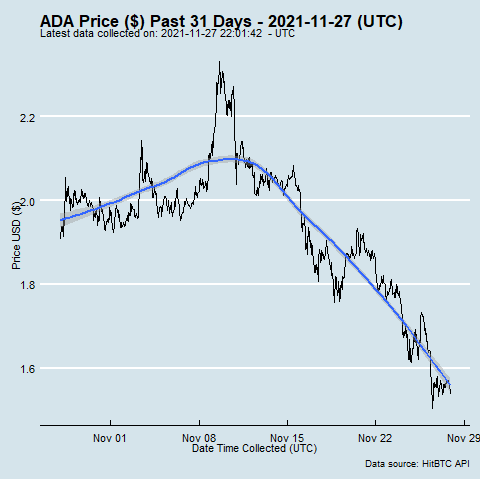 ADA Price ($) Past 31 Days - 2021-11-27 (UTC)
Latest data collected on: 2021-11-27 22:01:42 - UTC
Price USD ($)
2.2
2.0
1.8
1.6
Nov 01 Nov 08 Nov 15 Nov 22 Nov 29
Date Time Collected (UTC)
Data source: HitBTC API